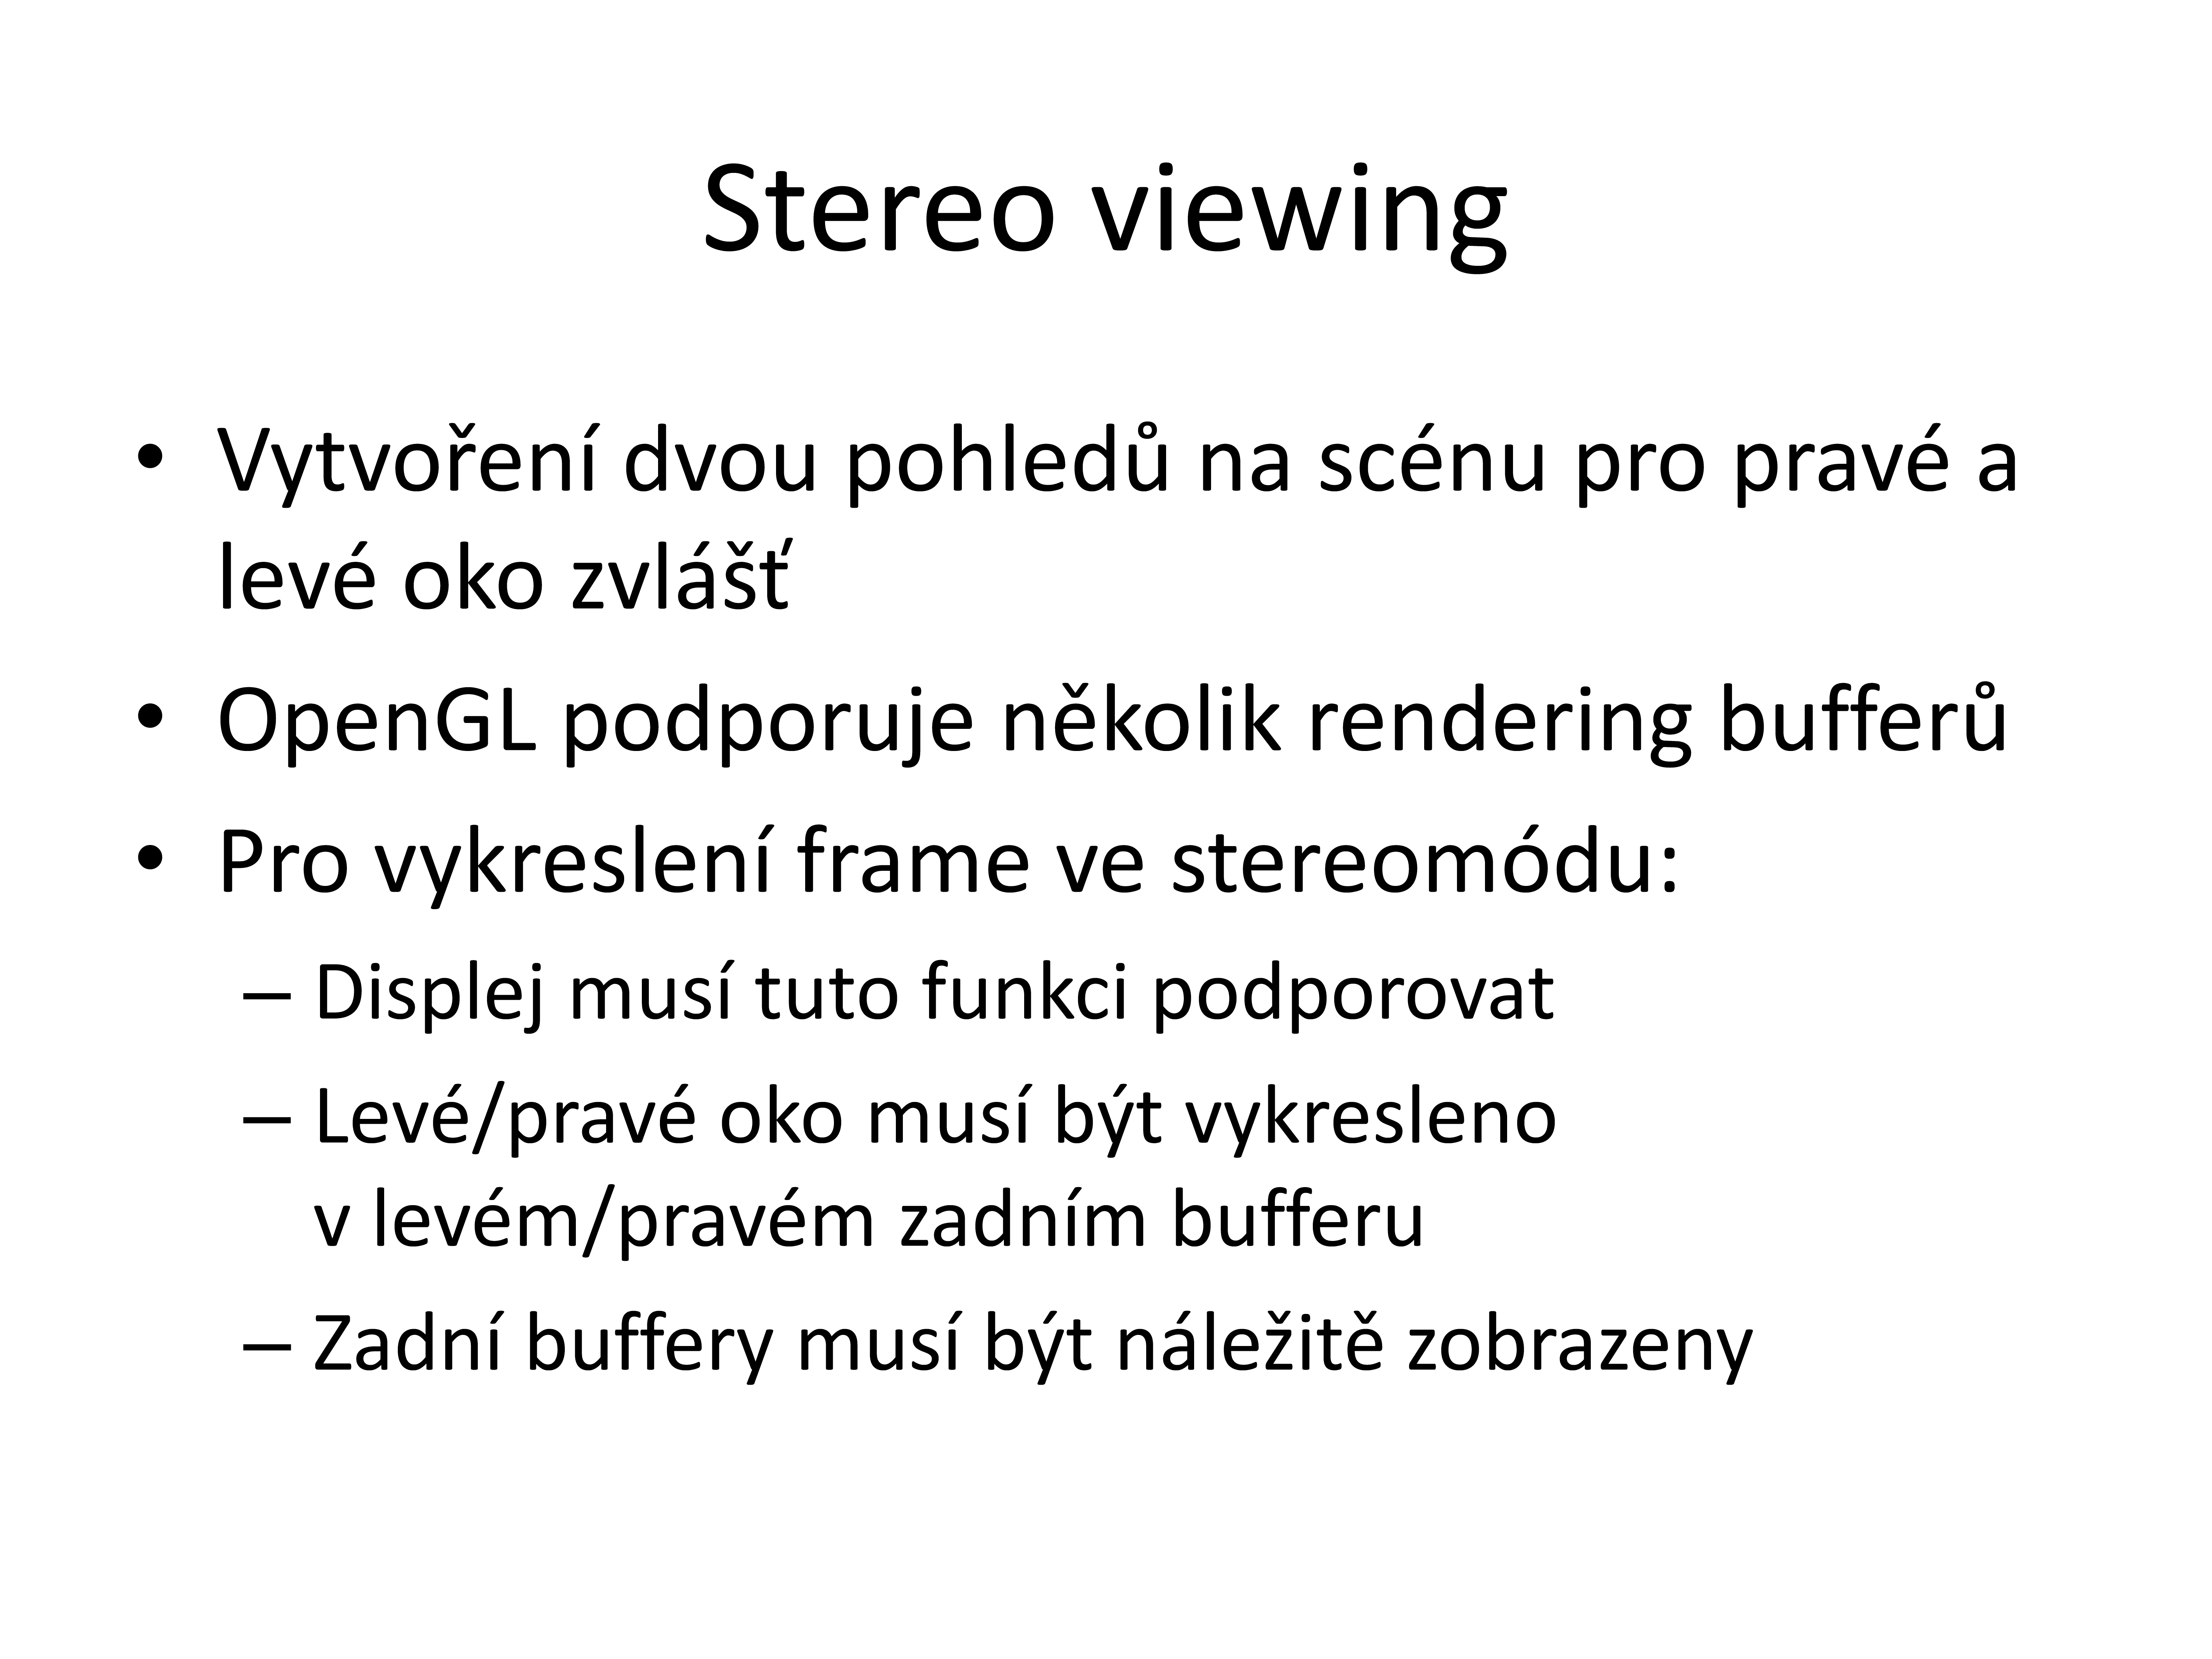 Stereo viewing
• Vytvoření dvou pohledů na scénu pro pravé a
levé oko zvlášť
• OpenGL podporuje několik rendering bufferů
• Pro vykreslení frame ve stereomódu:
– Displej musí tuto funkci podporovat
– Levé/pravé oko musí být vykresleno
v levém/pravém zadním bufferu
– Zadní buffery musí být náležitě zobrazeny